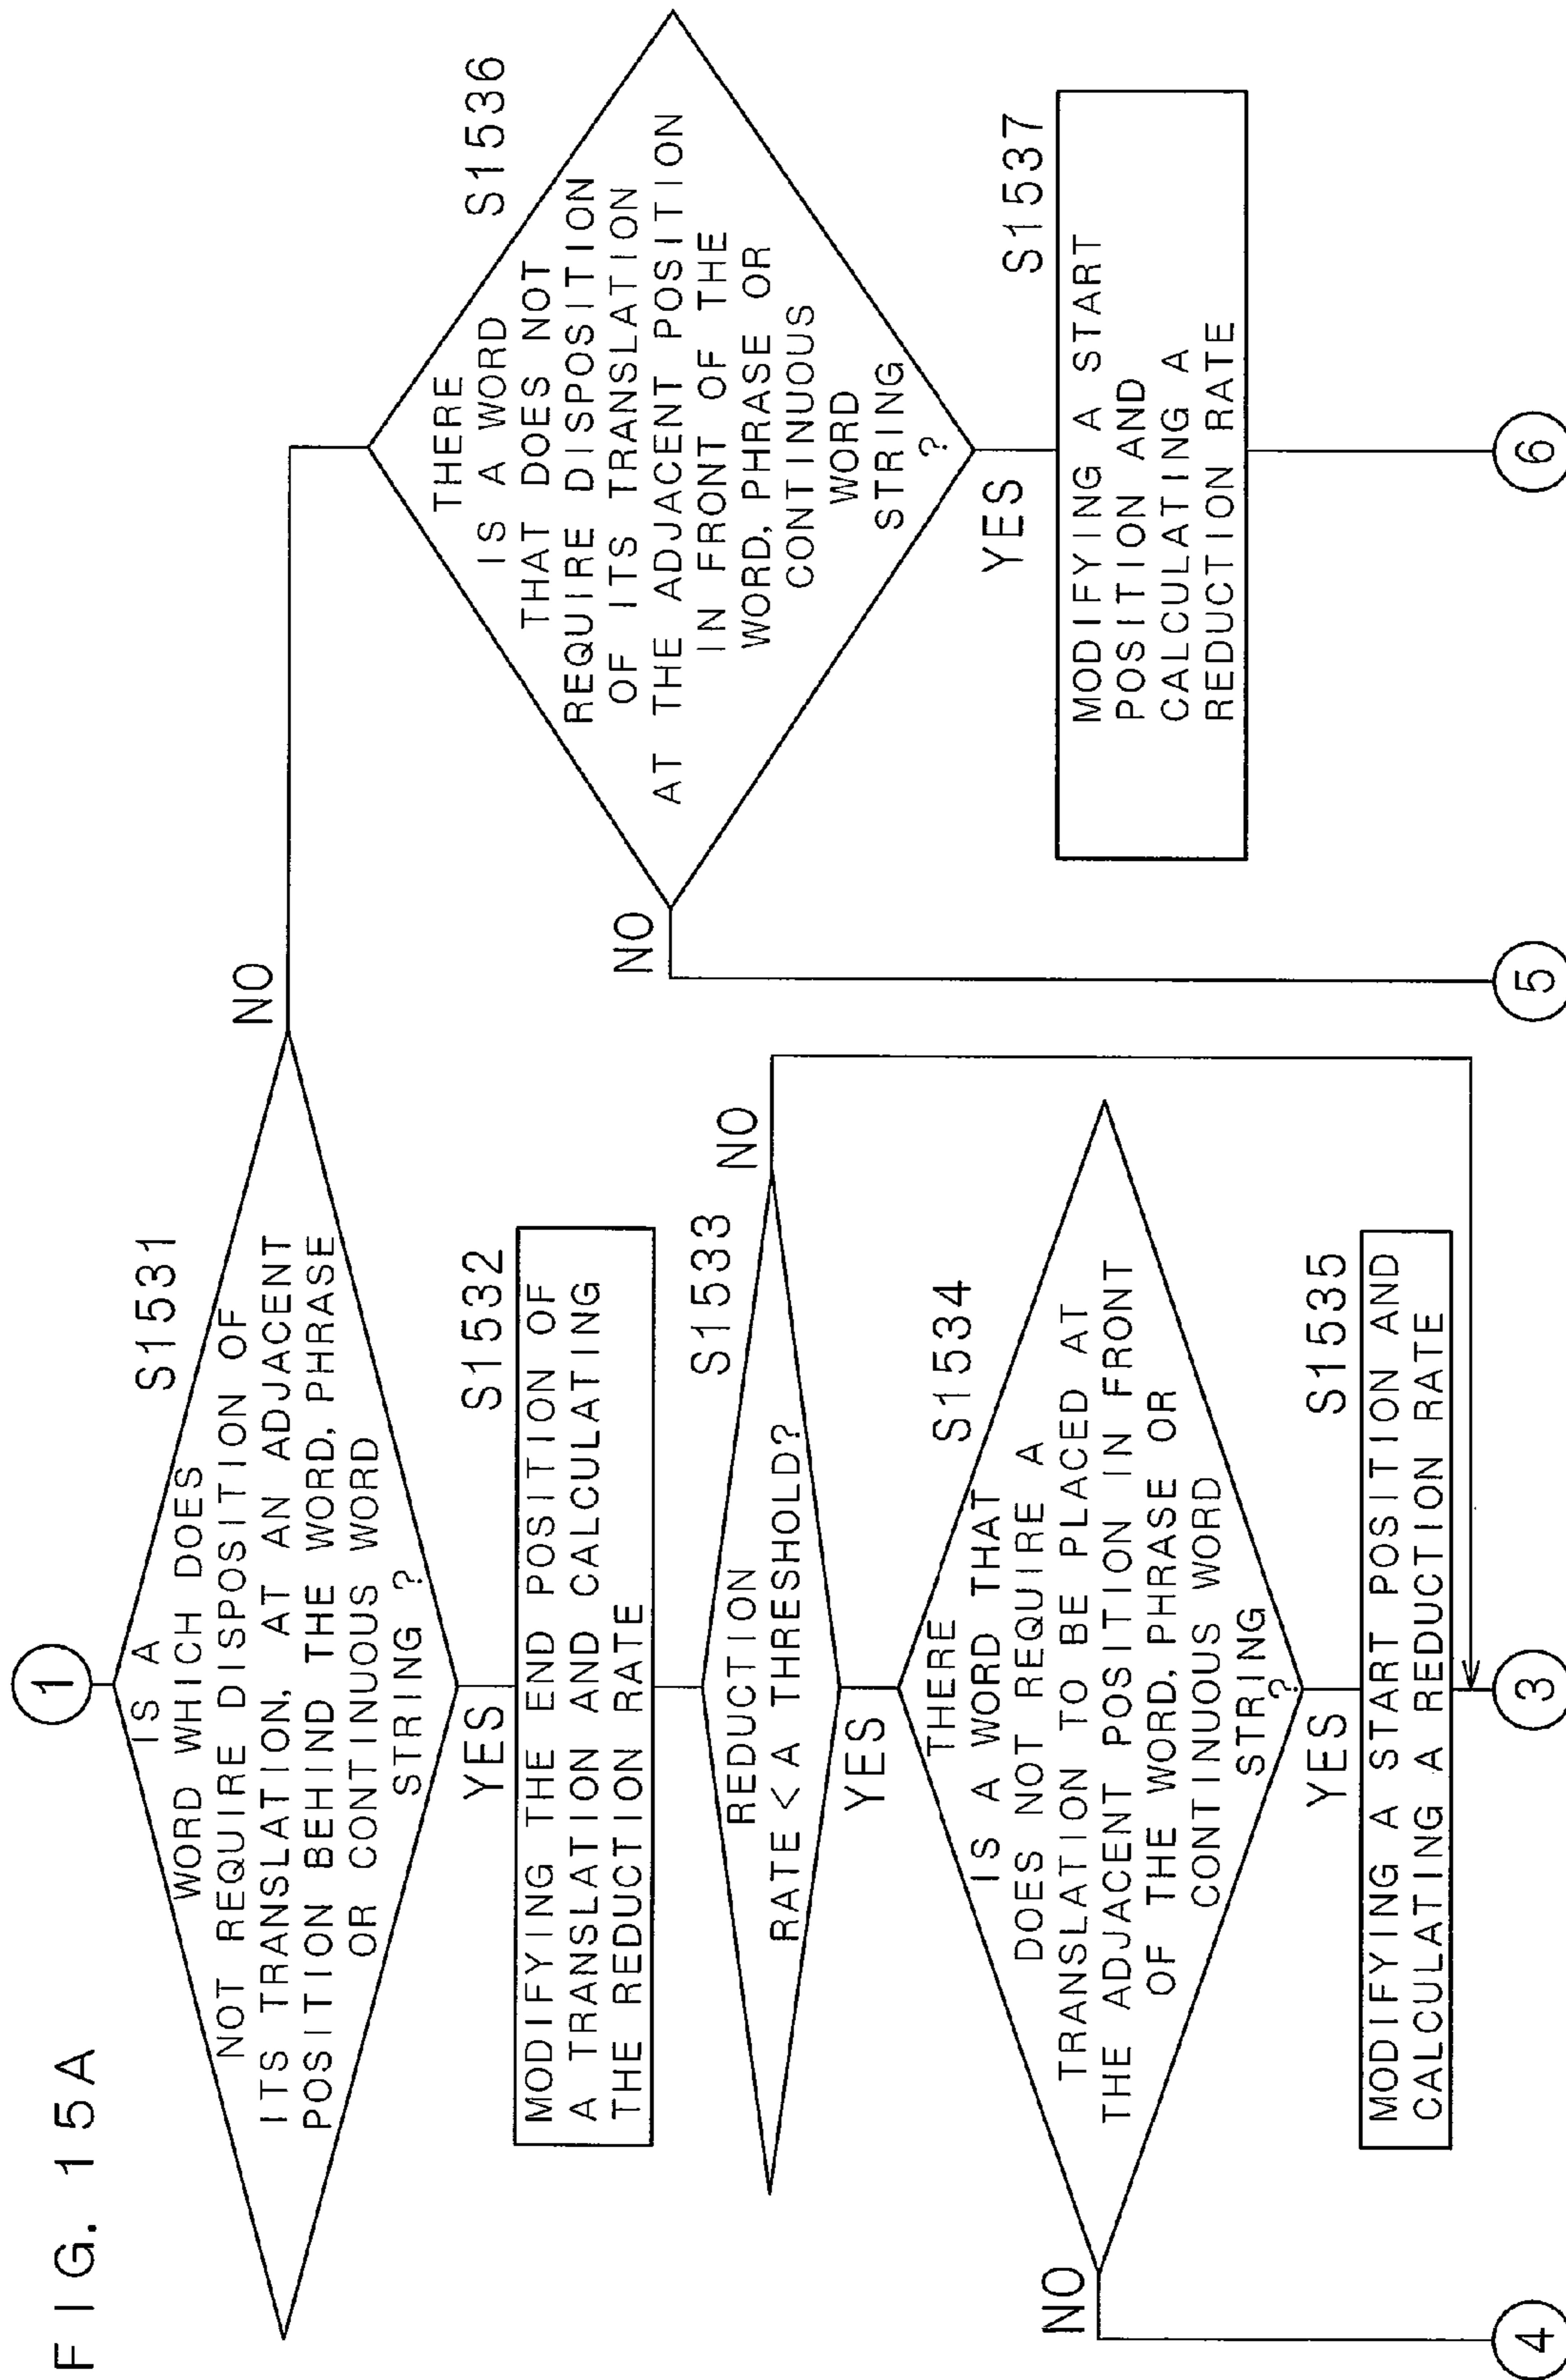 FIG. 15A
1
S1531
IS A
WORD WHICH DOES
NOT REQUIRE DISPOSITION OF
ITS TRANSLATION, AT AN ADJACENT
POSITION BEHIND THE WORD, PHRASE
OR CONTINUOUS WORD
STRING ?
NO
YES
S1532
MODIFYING THE END POSITION OF
A TRANSLATION AND CALCULATING
THE REDUCTION RATE
S1533
REDUCTION
RATE < A THRESHOLD?
NO
YES
S1534
THERE
IS A WORD THAT
DOES NOT REQUIRE A
TRANSLATION TO BE PLACED AT
THE ADJACENT POSITION IN FRONT
OF THE WORD, PHRASE OR
CONTINUOUS WORD
STRING
?
NO
YES
S1535
MODIFYING A START POSITION AND
CALCULATING A REDUCTION RATE
4
3
S1536
THERE
IS A WORD
THAT DOES NOT
REQUIRE DISPOSITION
OF ITS TRANSLATION
AT THE ADJACENT POSITION
IN FRONT OF THE
WORD, PHRASE OR
CONTINUOUS
WORD
STRING
?
NO
YES
S1537
MODIFYING A START
POSITION AND
CALCULATING A
REDUCTION RATE
5
6